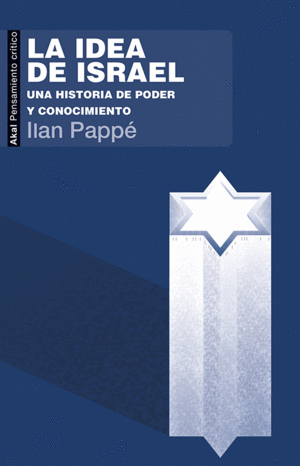 Akal Pensamiento crítico
LA IDEA
DE ISRAEL
UNA HISTORIA DE PODER
Y CONOCIMIENTO
Ilan Pappé